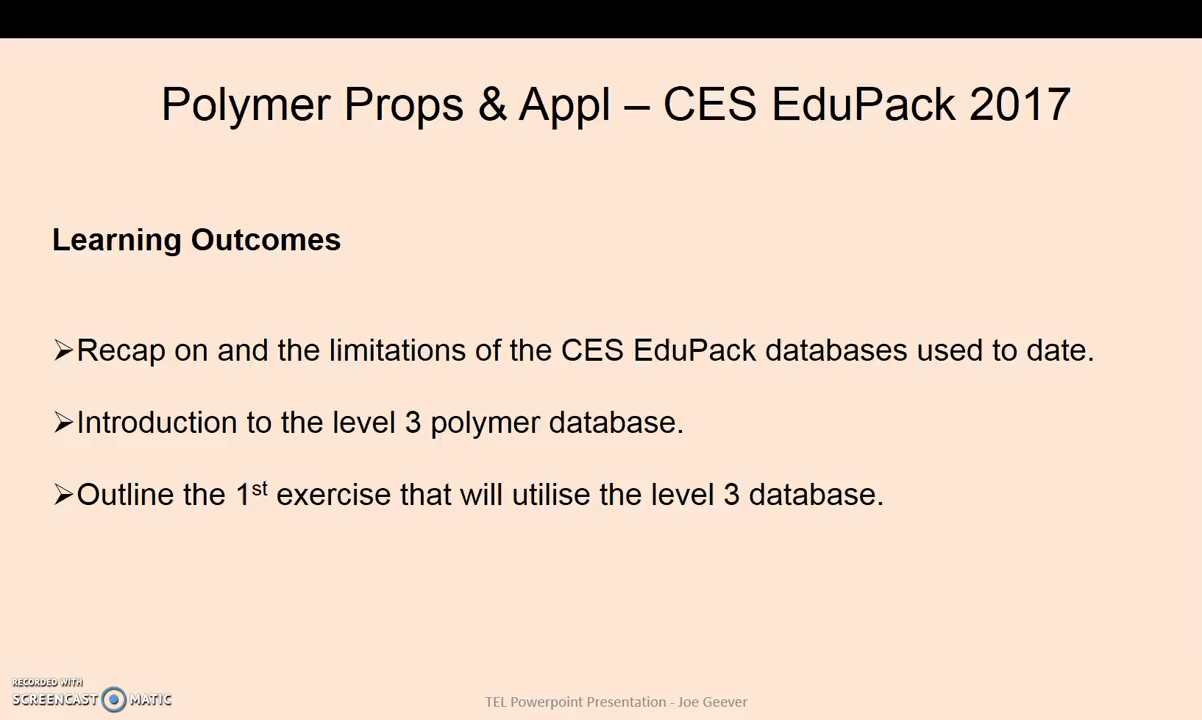 Polymer Props & Appl – CES EduPack 2017
Learning Outcomes
➢Recap on and the limitations of the CES EduPack databases used to date.
➢Introduction to the level 3 polymer database.
➢Outline the 1st exercise that will utilise the level 3 database.
RECORDED WITH
SCREENCAST MATIC
TEL Powerpoint Presentation - Joe Geever